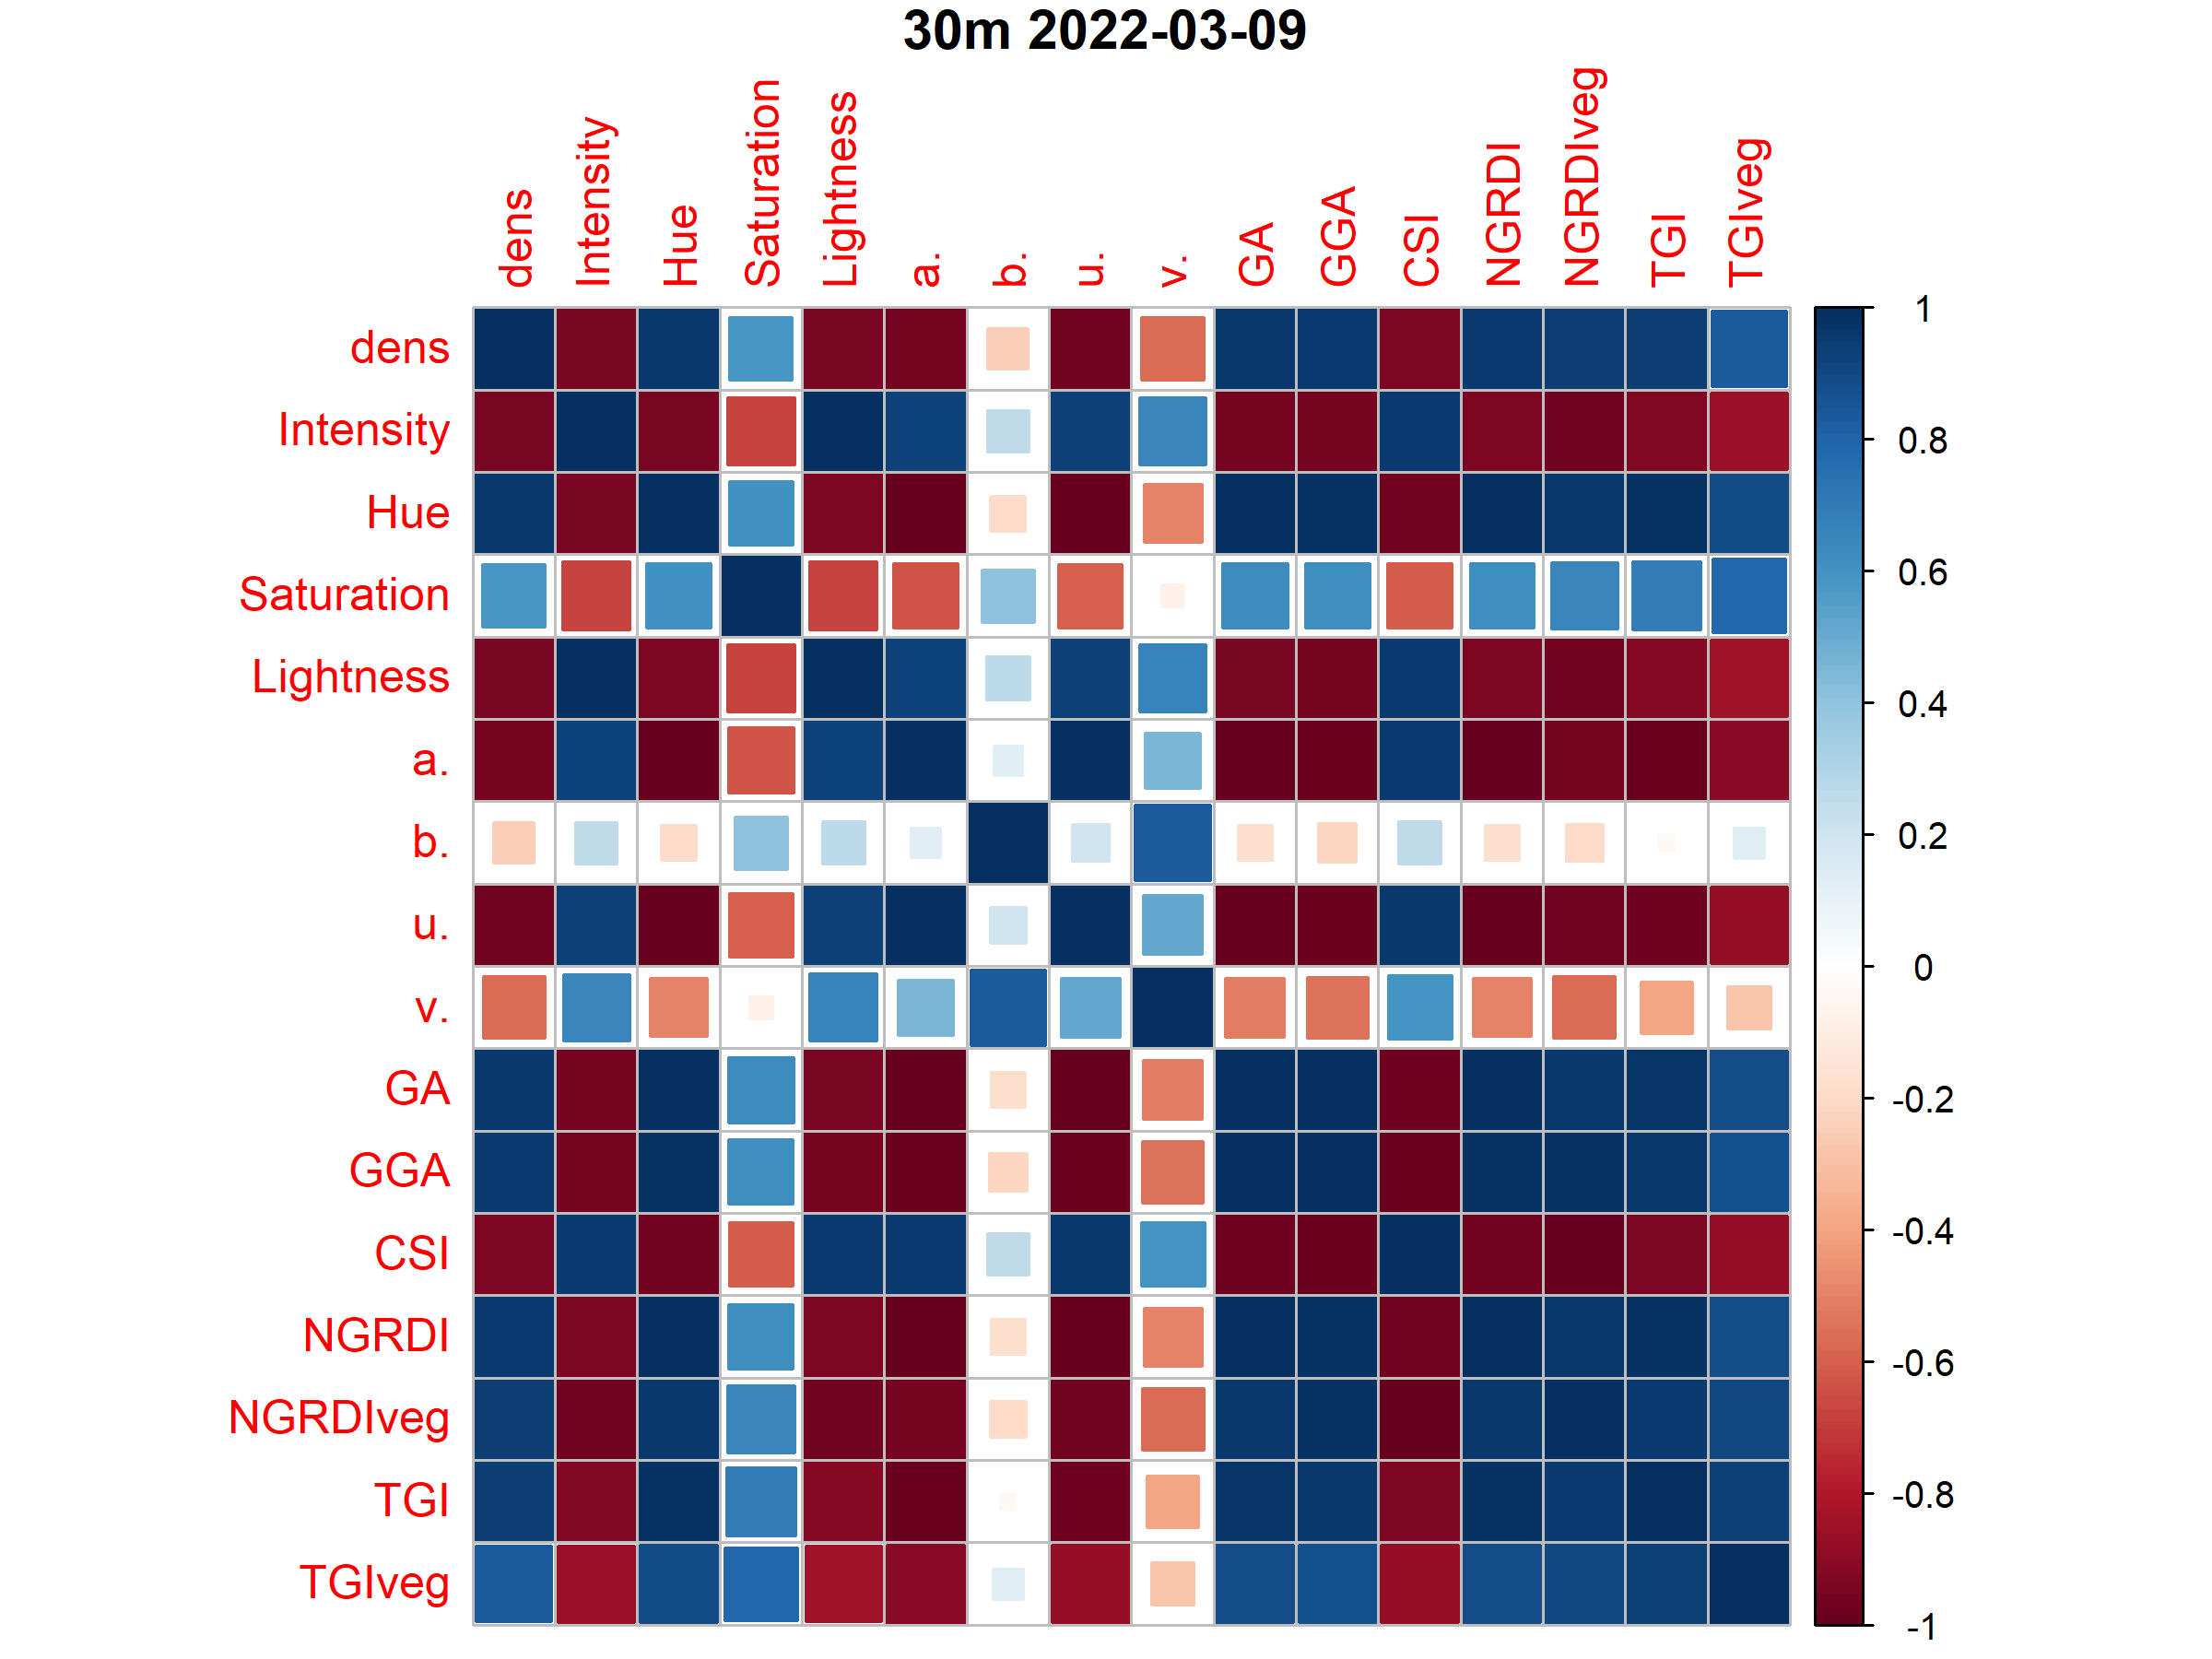 30m 2022-03-09
dens Intensity Hue Saturation Lightness a. b. u. v. GA GGA CSI NGRDI NGRDIveg TGI TGIveg
dens
Intensity
Hue
Saturation
Lightness
a.
b.
u.
v.
GA
GGA
CSI
NGRDI
NGRDIveg
TGI
TGIveg
1
0.8
0.6
0.4
0.2
0
-0.2
-0.4
-0.6
-0.8
-1